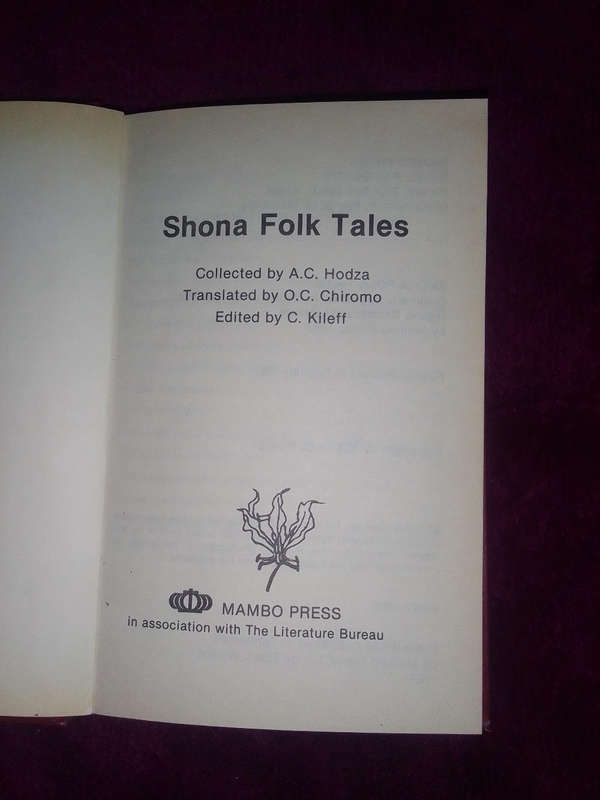 Shona Folk Tales
Collected by A.C. Hodza
Translated by O.C. Chiromo
Edited by C. Kileff
MAMBO PRESS
in association with The Literature Bureau